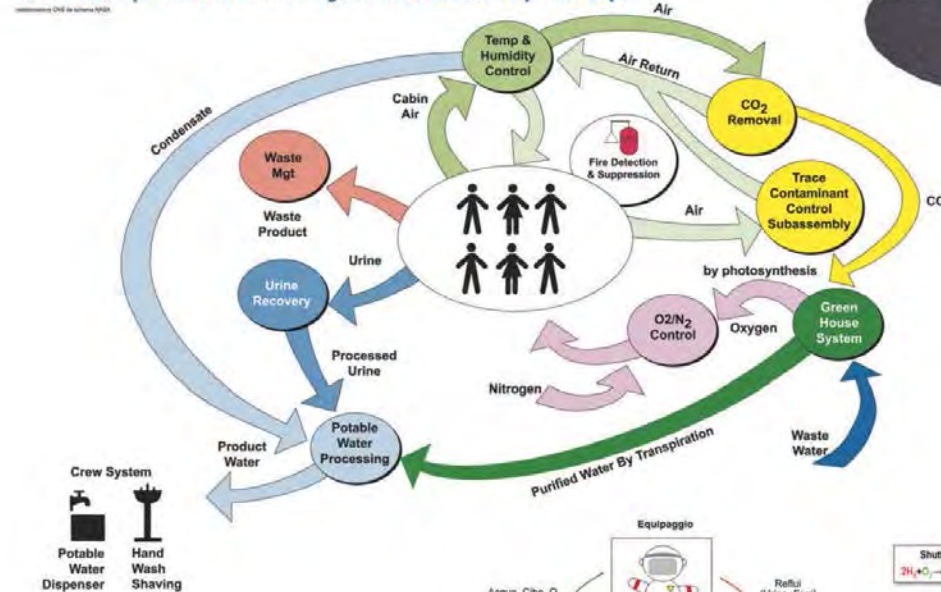 Air
Temp &
Humidity
Control
Air Return
Cabin
Air
CO2
Removal
Condensate
Waste
Mgt
Fire Detection
& Suppression
Trace
Contaminant
Control
Subassembly
Waste
Product
Air
Urine
by photosynthesis
Urine
Recovery
O2/N2
Control
Oxygen
Green
House
System
Processed
Urine
Nitrogen
Potable
Water
Processing
Product
Water
Waste
Water
Purified Water By Transpiration
Crew System
Potable
Water
Dispenser
Hand
Wash
Shaving
Equipaggio
Reflui